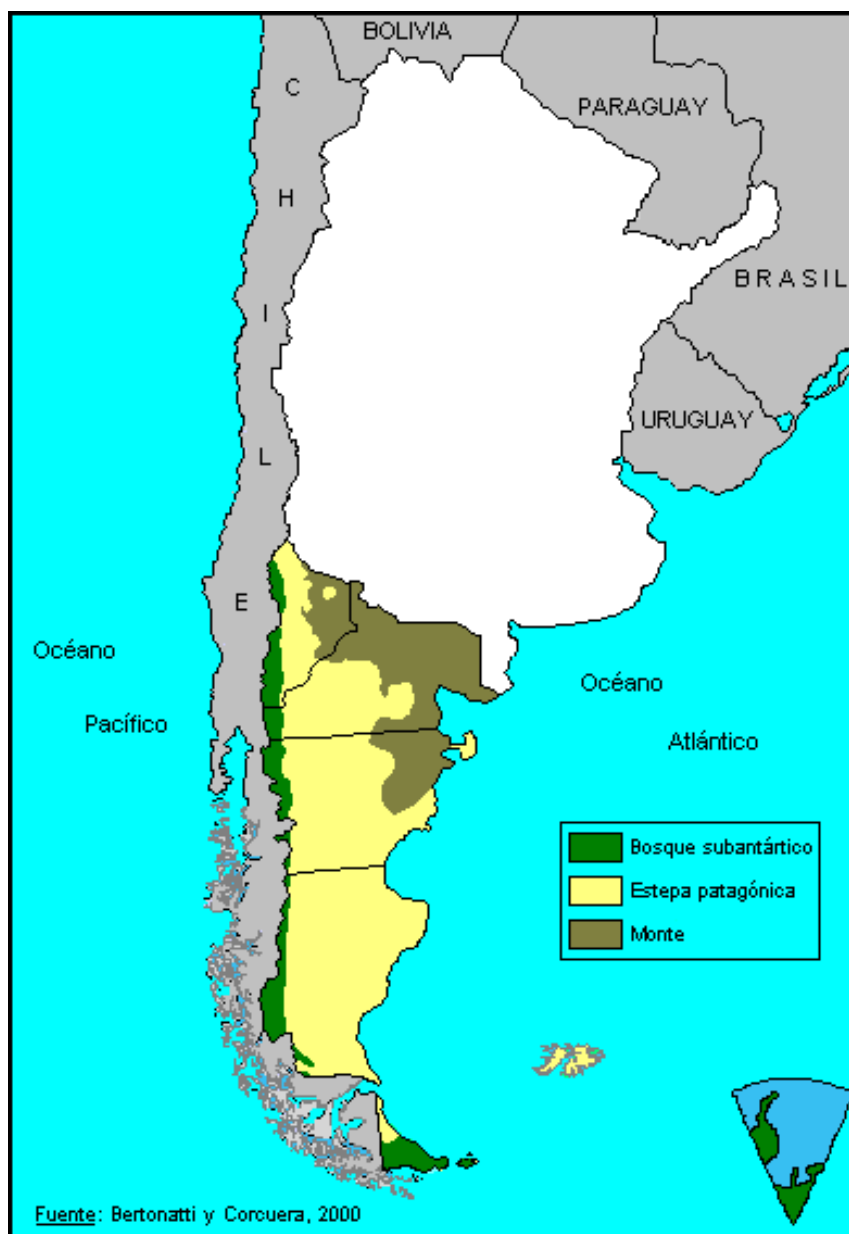 BOLIVIA
C
PARAGUAY
H
BRASIL
I
URUGUAY
L
E
Océano
Pacífico
Océano
Atlántico
Bosque subantártico
Estepa patagónica
Monte
Fuente: Bertonatti y Corcuera, 2000